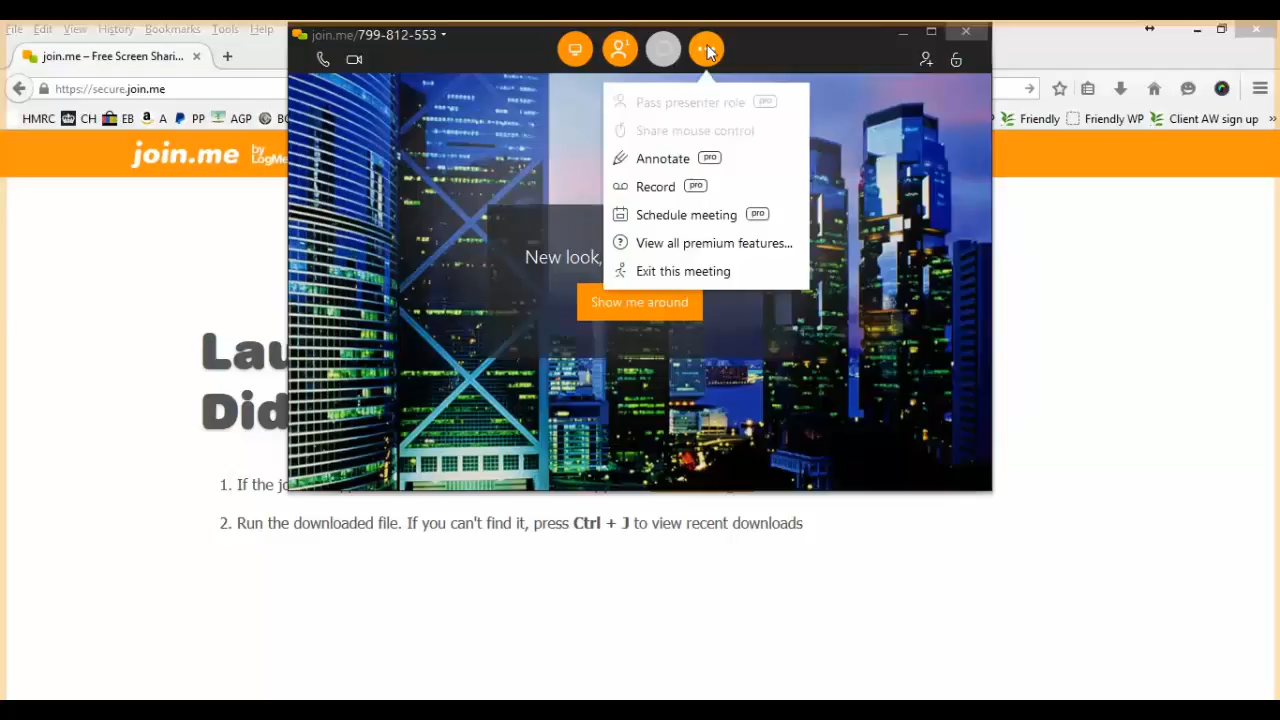 File Edit View History Bookmarks Tools Help
join.me/799-812-553
join.me – Free Screen Shari...
https://secure.join.me
HMRC CH EB A PP AGP Friendly Friendly WP Client AW sign up »
join.me by LogMe
Pass presenter role pro
Share mouse control
Annotate pro
Record pro
Schedule meeting pro
View all premium features...
Exit this meeting
New look,
Show me around
Lau
Did
1. If the jo
2. Run the downloaded file. If you can't find it, press Ctrl + J to view recent downloads